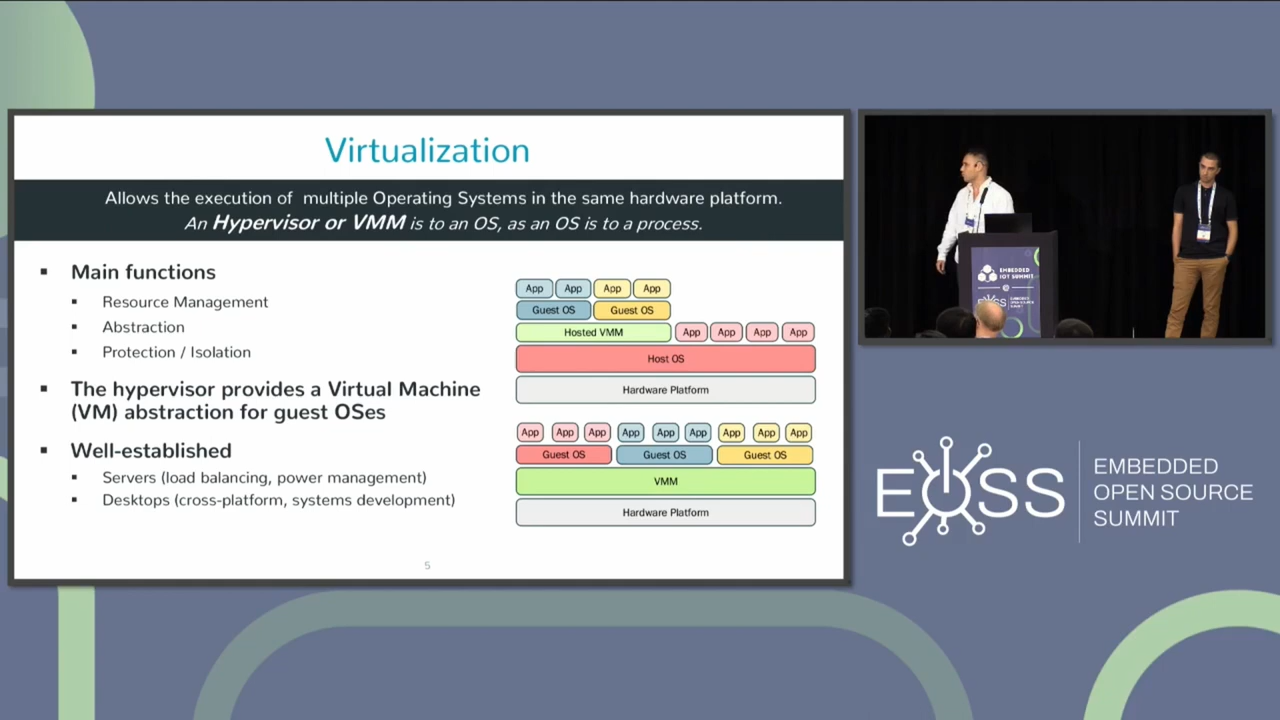 Virtualization
Allows the execution of multiple Operating Systems in the same hardware platform.
An Hypervisor or VMM is to an OS, as an OS is to a process.
▪ Main functions
▪ Resource Management
▪ Abstraction
▪ Protection / Isolation
▪ The hypervisor provides a Virtual Machine
(VM) abstraction for guest OSes
▪ Well-established
▪ Servers (load balancing, power management)
▪ Desktops (cross-platform, systems development)
App App App App
Guest OS Guest OS
Hosted VMM App App App App
Host OS
Hardware Platform
App App App App App App App App App
Guest OS Guest OS Guest OS
VMM
Hardware Platform
5
EMBEDDED
IOT SUMMIT
EOSS
EMBEDDED
OPEN SOURCE
SUMMIT